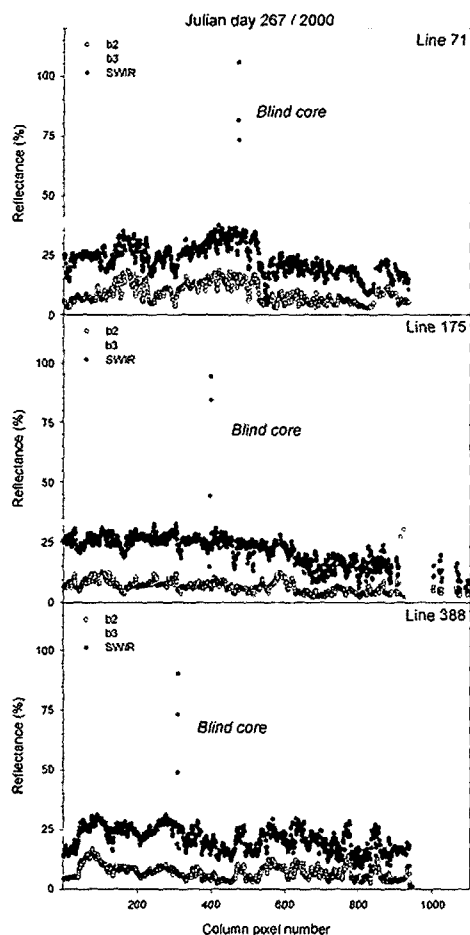 Julian day 267 / 2000
Line 71
b2
b3
SWIR
Blind core
Reflectance (%)
100
75
50
25
0
Line 175
b2
b3
SWIR
Blind core
Reflectance (%)
100
75
50
25
0
Line 388
b2
b3
SWIR
Blind core
Reflectance (%)
100
75
50
25
0
0 200 400 600 800 1000
Column pixel number